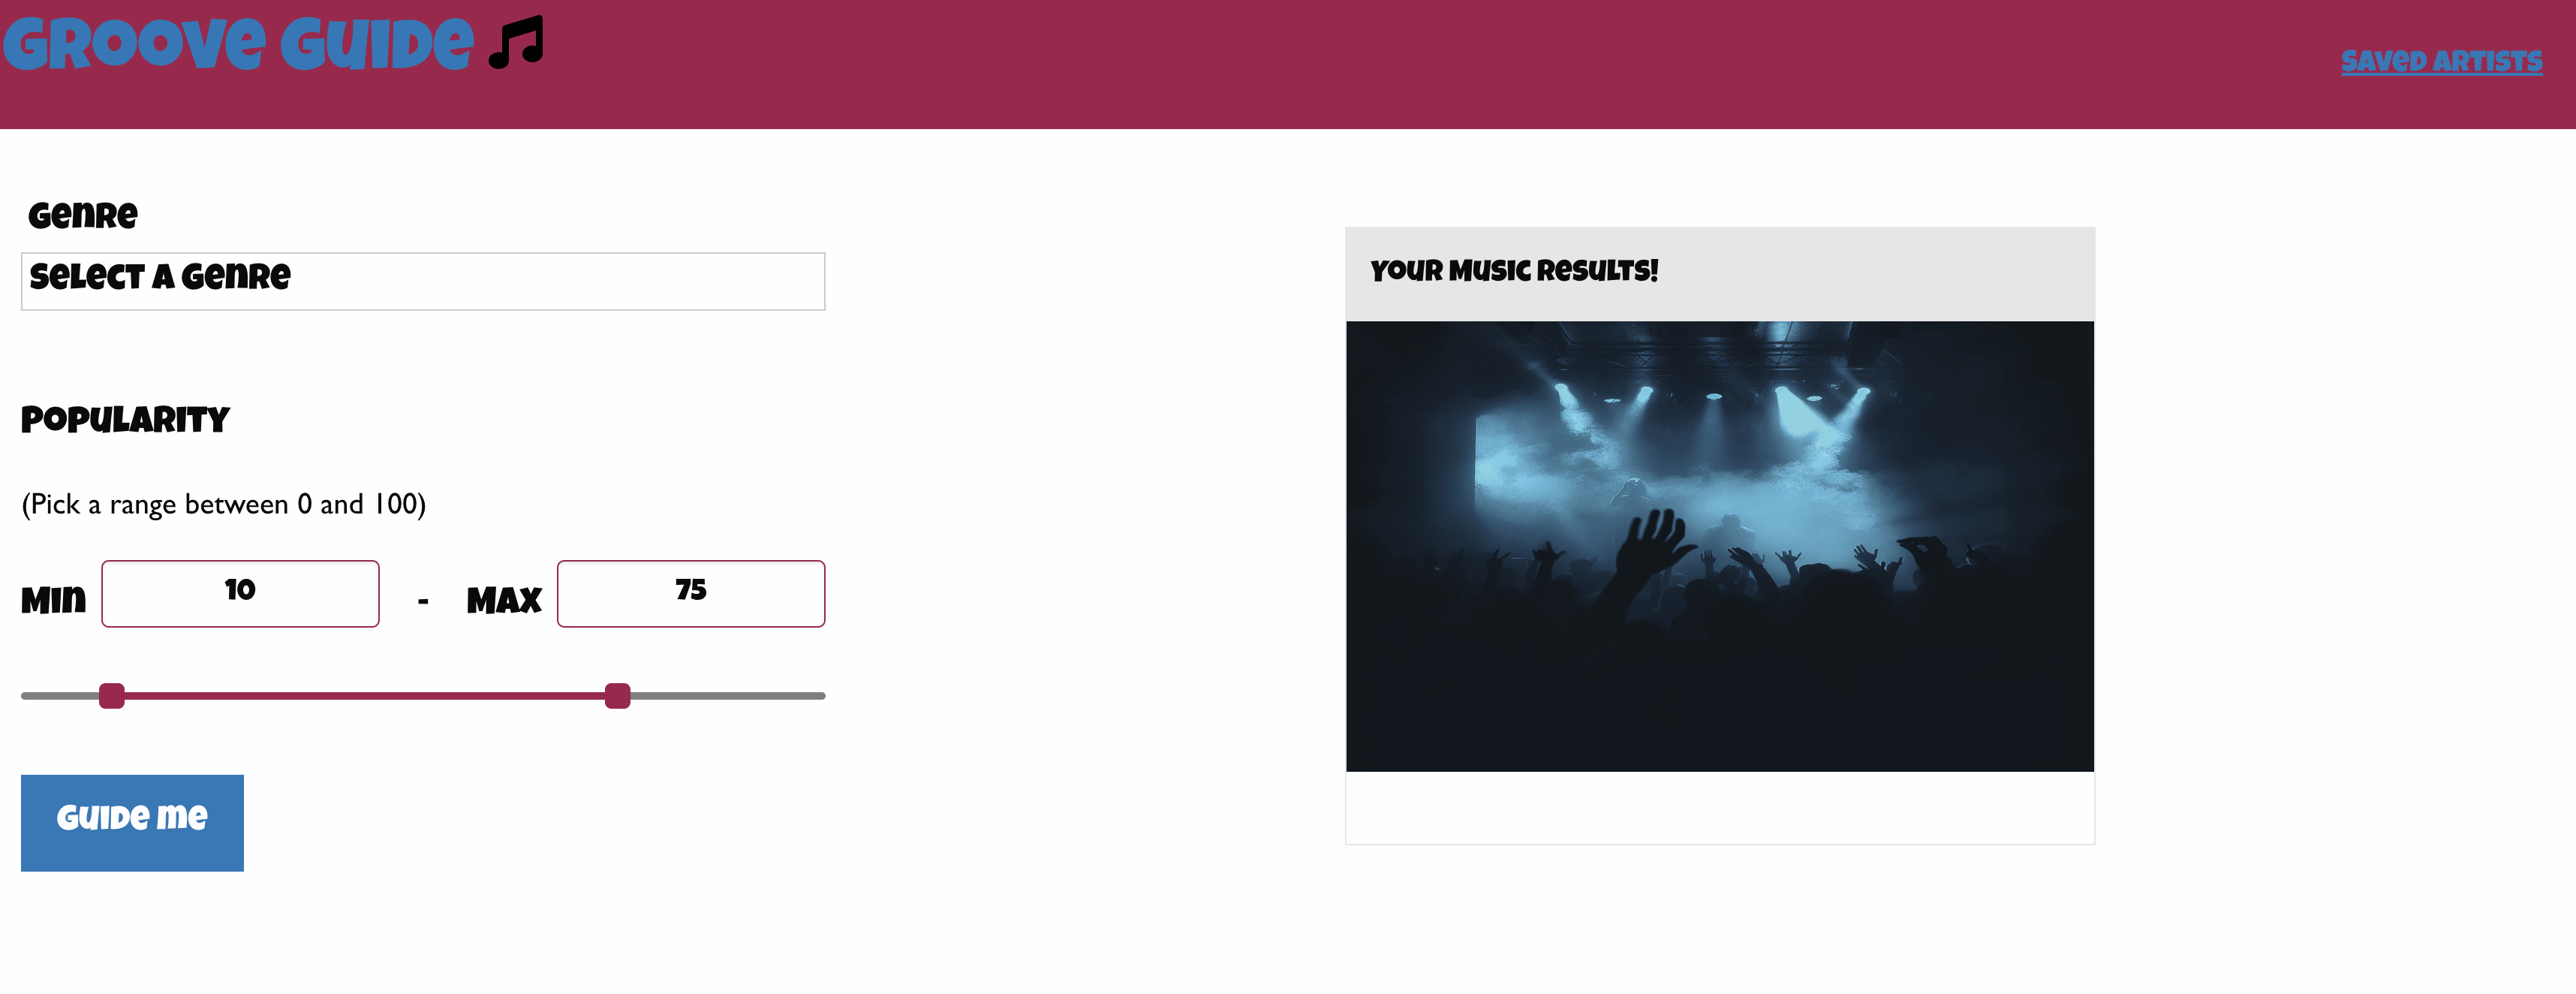 Groove Guide
Saved Artists
Genre
Select a Genre
Popularity
(Pick a range between 0 and 100)
Min 10 - Max 75
Guide Me
Your Music Results!